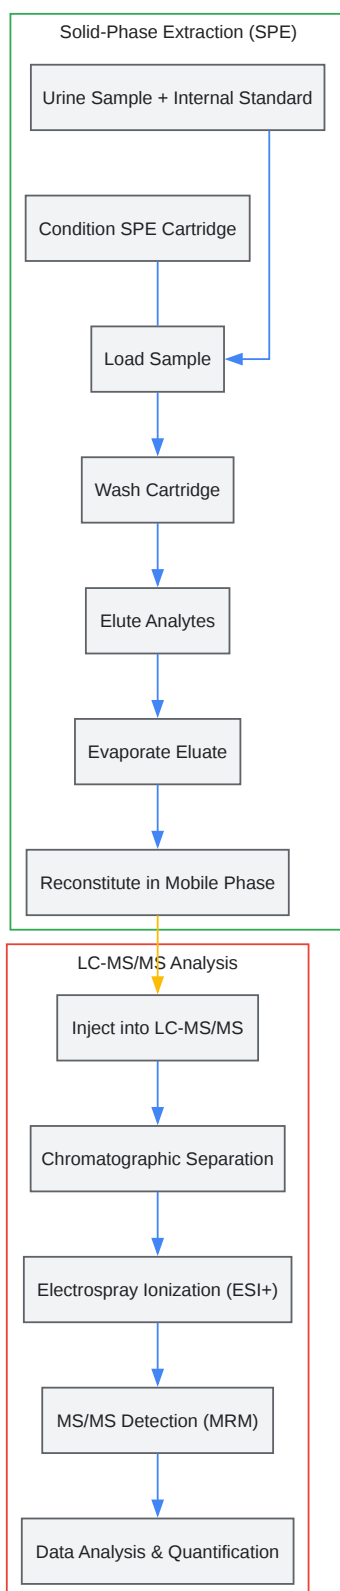 Solid-Phase Extraction (SPE)
Urine Sample + Internal Standard
Condition SPE Cartridge
Load Sample
Wash Cartridge
Elute Analytes
Evaporate Eluate
Reconstitute in Mobile Phase
LC-MS/MS Analysis
Inject into LC-MS/MS
Chromatographic Separation
Electrospray Ionization (ESI+)
MS/MS Detection (MRM)
Data Analysis & Quantification